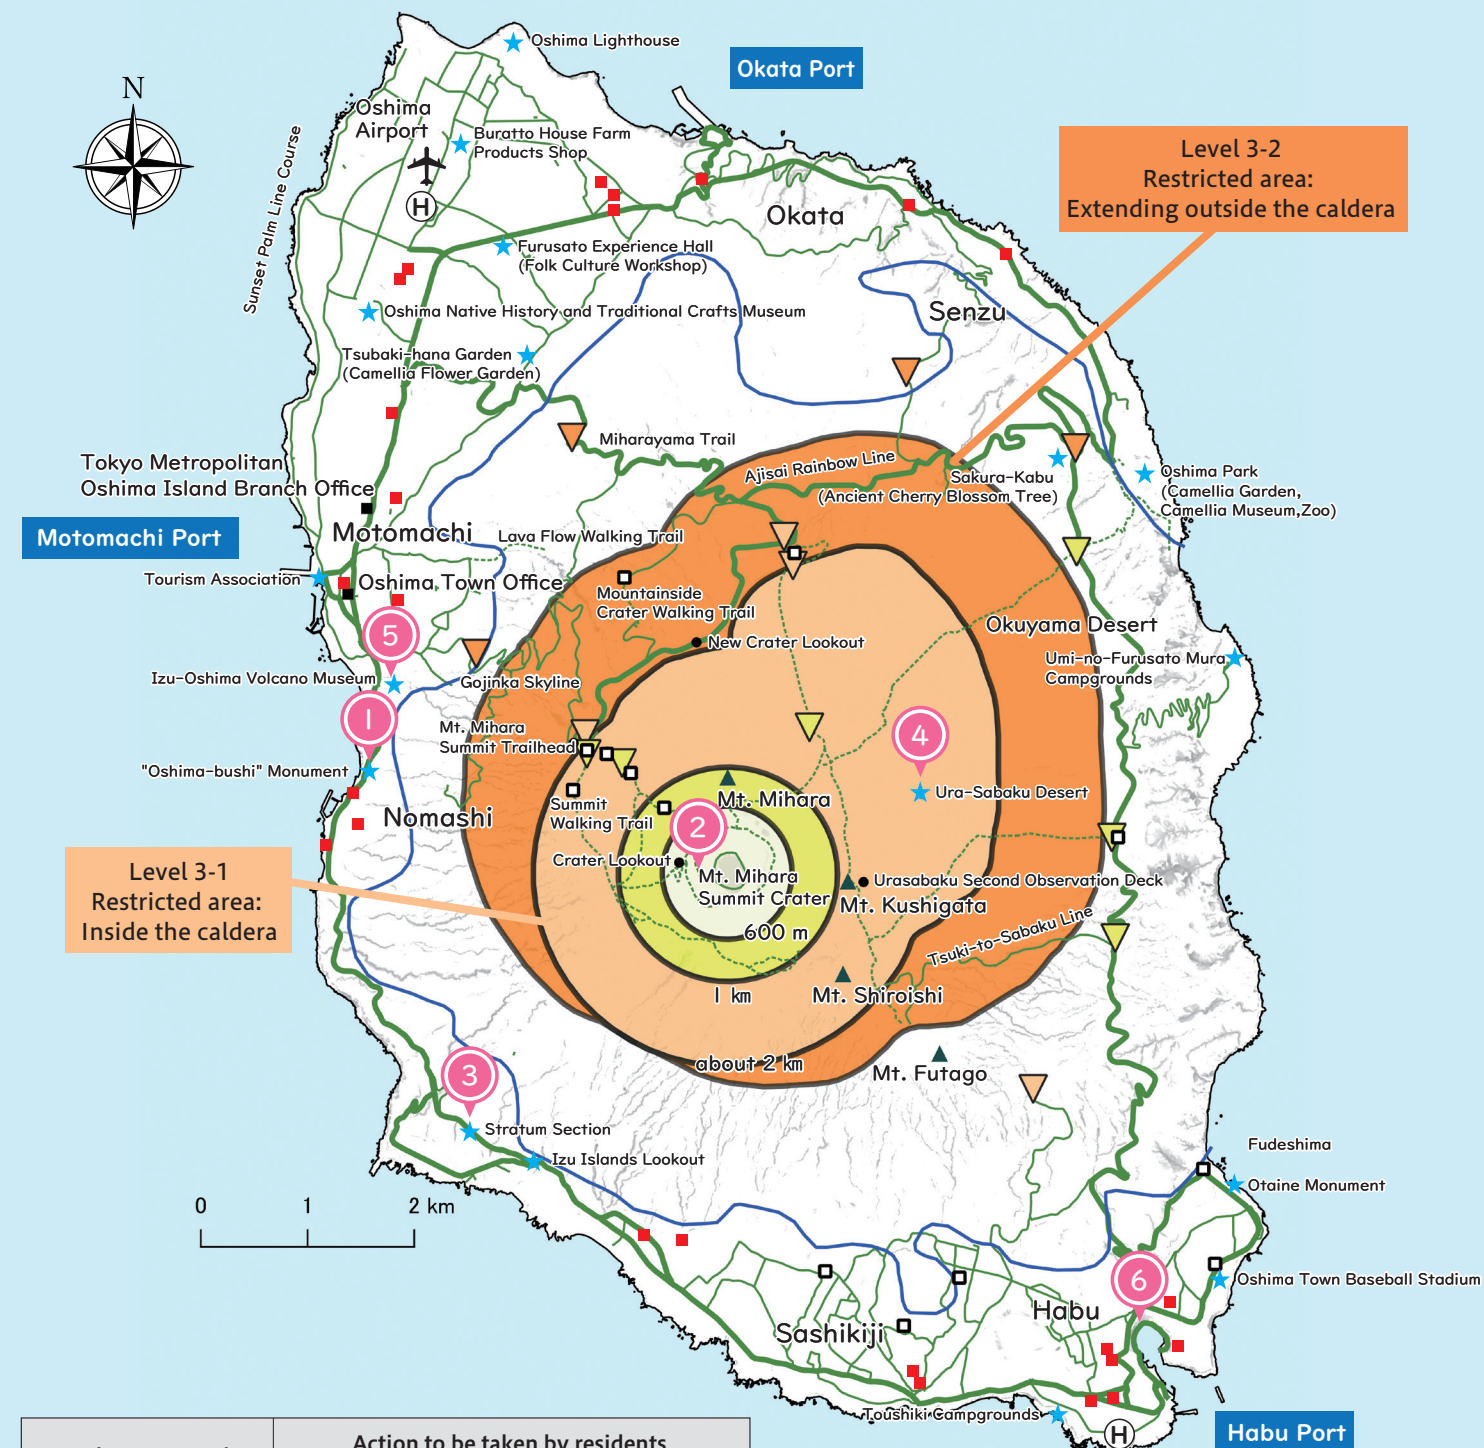 Oshima Lighthouse
Okata Port
N
Oshima
Airport
Buratto House Farm
Products Shop
H
Sunset Palm Line Course
Level 3-2
Restricted area:
Extending outside the caldera
Okata
Furusato Experience Hall
(Folk Culture Workshop)
Oshima Native History and Traditional Crafts Museum
Senzu
Tsubaki-hana Garden
(Camellia Flower Garden)
Miharayama Trail
Ajisai Rainbow Line
Sakura-Kabu
(Ancient Cherry Blossom Tree)
Oshima Park
(Camellia Garden,
Camellia Museum,Zoo)
Tokyo Metropolitan
Oshima Island Branch Office
Motomachi Port
Motomachi
Lava Flow Walking Trail
Tourism Association
Oshima Town Office
Mountainside
Crater Walking Trail
New Crater Lookout
Okuyama Desert
5
Umi-no-Furusato Mura
Campgrounds
Izu-Oshima Volcano Museum
Gojinka Skyline
1
Mt. Mihara
Summit Trailhead
4
"Oshima-bushi" Monument
Ura-Sabaku Desert
Mt. Mihara
Summit
Walking Trail
Nomashi
2
Crater Lookout
Mt. Mihara
Summit Crater
Urasabaku Second Observation Deck
Mt. Kushigata
Level 3-1
Restricted area:
Inside the caldera
600 m
Tsuki-to-Sabaku Line
1 km
Mt. Shiroishi
about 2 km
Mt. Futago
3
Stratum Section
Izu Islands Lookout
Fudeshima
Otaine Monument
0 1 2 km
6
Oshima Town Baseball Stadium
Habu
Sashikiji
Toushiki Campgrounds
H
Habu Port
Action to be taken by residents